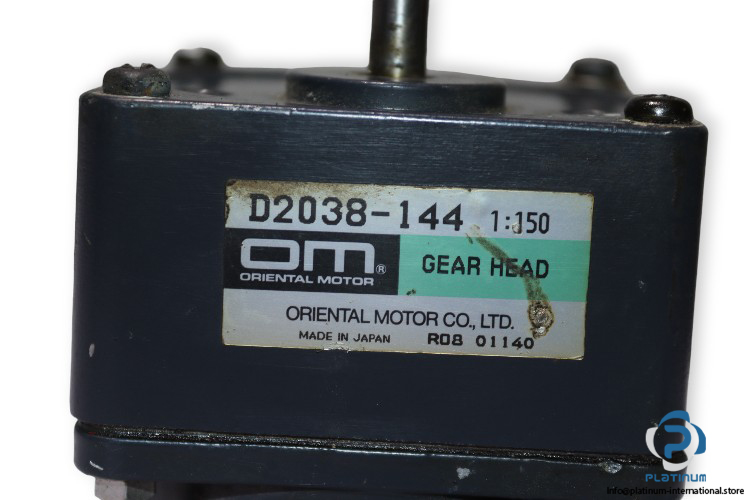 D2038-144 1:150
OM®
ORIENTAL MOTOR
GEAR HEAD
ORIENTAL MOTOR CO., LTD.
MADE IN JAPAN R08 01140
PLATINUM
info@platinum-international.store